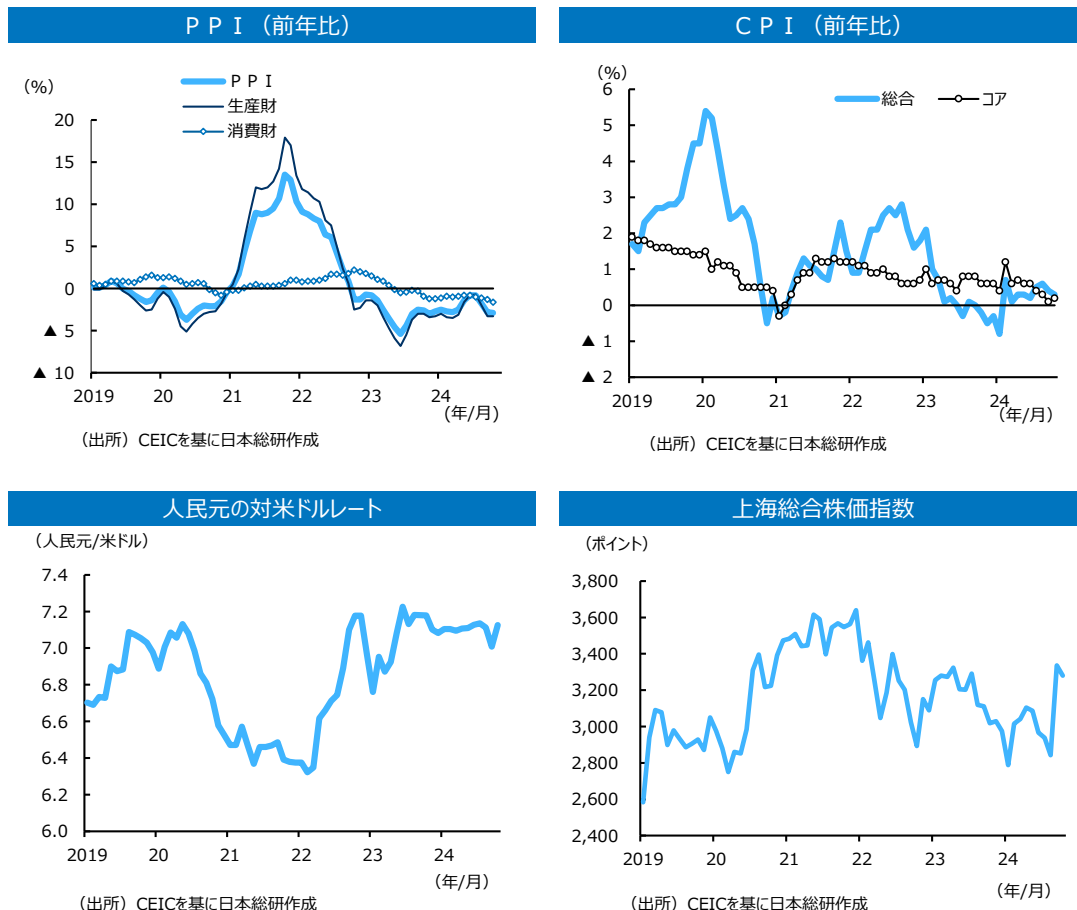 ＰＰＩ（前年比）
(%)
ＰＰＩ
生産財
消費財
20
15
10
5
0
▲ 5
▲ 10
2019 20 21 22 23 24
(年/月)
（出所）CEICを基に日本総研作成
ＣＰＩ（前年比）
(%)
総合 コア
6
5
4
3
2
1
0
▲ 1
▲ 2
2019 20 21 22 23 24
(年/月)
（出所）CEICを基に日本総研作成
人民元の対米ドルレート
（人民元/米ドル）
7.4
7.2
7.0
6.8
6.6
6.4
6.2
6.0
2019 20 21 22 23 24
(年/月)
（出所）CEICを基に日本総研作成
上海総合株価指数
（ポイント）
3,800
3,600
3,400
3,200
3,000
2,800
2,600
2,400
2019 20 21 22 23 24
(年/月)
（出所）CEICを基に日本総研作成